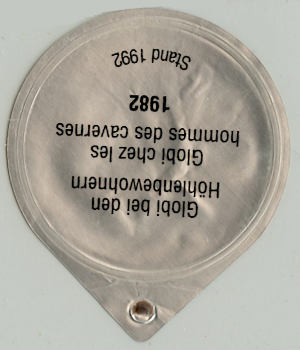 Globi bei den
Höhlenbewohnern
Globi chez les
hommes des cavernes
1982
Stand 1992